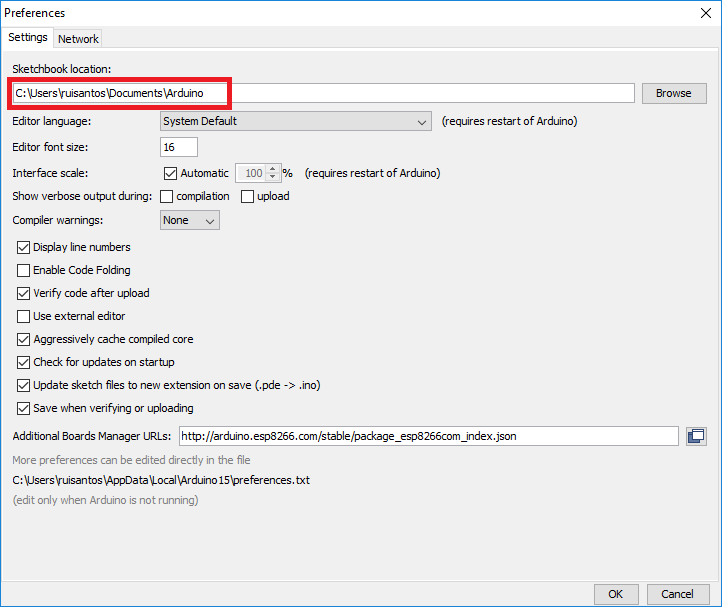 Preferences
Settings Network
Sketchbook location:
C:\Users\ruisantos\Documents\Arduino Browse
Editor language: System Default (requires restart of Arduino)
Editor font size: 16
Interface scale: Automatic 100 % (requires restart of Arduino)
Show verbose output during: compilation upload
Compiler warnings: None
Display line numbers
Enable Code Folding
Verify code after upload
Use external editor
Aggressively cache compiled core
Check for updates on startup
Update sketch files to new extension on save (.pde -> .ino)
Save when verifying or uploading
Additional Boards Manager URLs: http://arduino.esp8266.com/stable/package_esp8266com_index.json
More preferences can be edited directly in the file
C:\Users\ruisantos\AppData\Local\Arduino15\preferences.txt
(edit only when Arduino is not running)
OK Cancel